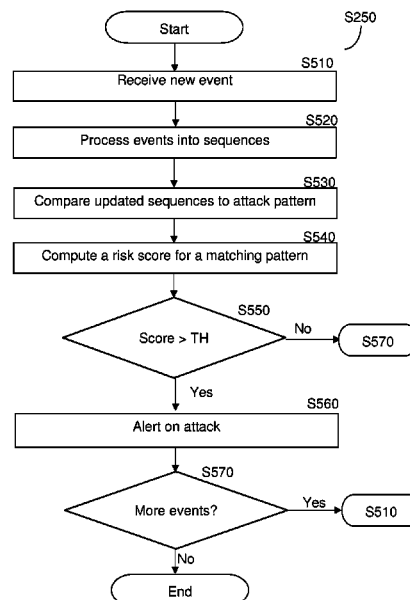 Start
S250
S510
Receive new event
S520
Process events into sequences
S530
Compare updated sequences to attack pattern
S540
Compute a risk score for a matching pattern
S550
Score > TH
No
S570
Yes
S560
Alert on attack
S570
More events?
Yes
S510
No
End